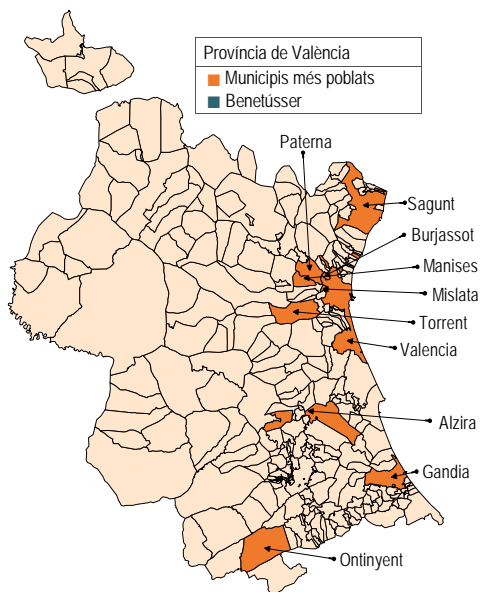 Província de València
Municipis més poblats
Benetússer
Paterna
Sagunt
Burjassot
Manises
Mislata
Torrent
Valencia
Alzira
Gandia
Ontinyent